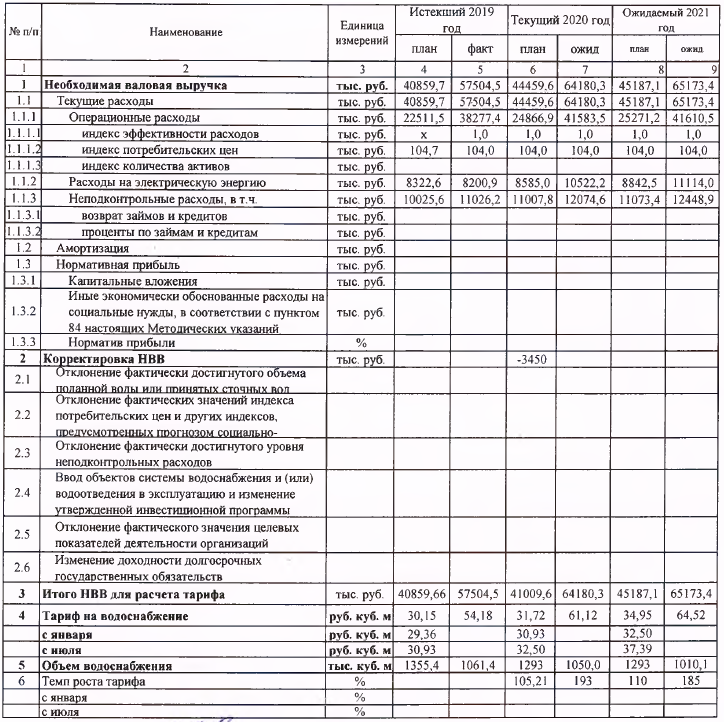 № п/п Наименование Единица измерений Истекший 2019 год Текущий 2020 год Ожидаемый 2021 год
план факт план ожид план ожид
1 2 3 4 5 6 7 8 9
1 Необходимая валовая выручка тыс. руб. 40859,7 57504,5 44459,6 64180,3 45187,1 65173,4
1.1 Текущие расходы тыс. руб. 40859,7 57504,5 44459,6 64180,3 45187,1 65173,4
1.1.1 Операционные расходы тыс. руб. 22511,5 38277,4 24866,9 41583,5 25271,2 41610,5
1.1.1.1 индекс эффективности расходов тыс. руб. х 1,0 1,0 1,0 1,0 1,0
1.1.1.2 индекс потребительских цен тыс. руб. 104,7 104,0 104,0 104,0 104,0 104,0
1.1.1.3 индекс количества активов тыс. руб.
1.1.2 Расходы на электрическую энергию тыс. руб. 8322,6 8200,9 8585,0 10522,2 8842,5 11114,0
1.1.3 Неподконтрольные расходы, в т.ч. тыс. руб. 10025,6 11026,2 11007,8 12074,6 11073,4 12448,9
1.1.3.1 возврат займов и кредитов тыс. руб.
1.1.3.2 проценты по займам и кредитам тыс. руб.
1.2 Амортизация тыс. руб.
1.3 Нормативная прибыль тыс. руб.
1.3.1 Капитальные вложения тыс. руб.
1.3.2 Иные экономически обоснованные расходы на
социальные нужды, в соответствии с пунктом тыс. руб.
84 настоящих Методических указаний
1.3.3 Норматив прибыли %
2 Корректировка НВВ тыс. руб. -3450
2.1 Отклонение фактически достигнутого объема
поданной воды или принятых сточных вод
2.2 Отклонение фактических значений индекса
потребительских цен и других индексов,
предусмотренных прогнозом социально-
2.3 Отклонение фактически достигнутого уровня
неподконтрольных расходов
2.4 Ввод объектов системы водоснабжения и (или)
водоотведения в эксплуатацию и изменение
утвержденной инвестиционной программы
2.5 Отклонение фактического значения целевых
показателей деятельности организаций
2.6 Изменение доходности долгосрочных
государственных обязательств
3 Итого НВВ для расчета тарифа тыс. руб. 40859,66 57504,5 41009,6 64180,3 45187,1 65173,4
4 Тариф на водоснабжение руб. куб. м 30,15 54,18 31,72 61,12 34,95 64,52
с января руб. куб. м 29,36 30,93 32,50
с июля руб. куб. м 30,93 32,50 37,39
5 Объем водоснабжения тыс. куб. м 1355,4 1061,4 1293 1050,0 1293 1010,1
6 Темп роста тарифа % 105,21 193 110 185
с января %
с июля %